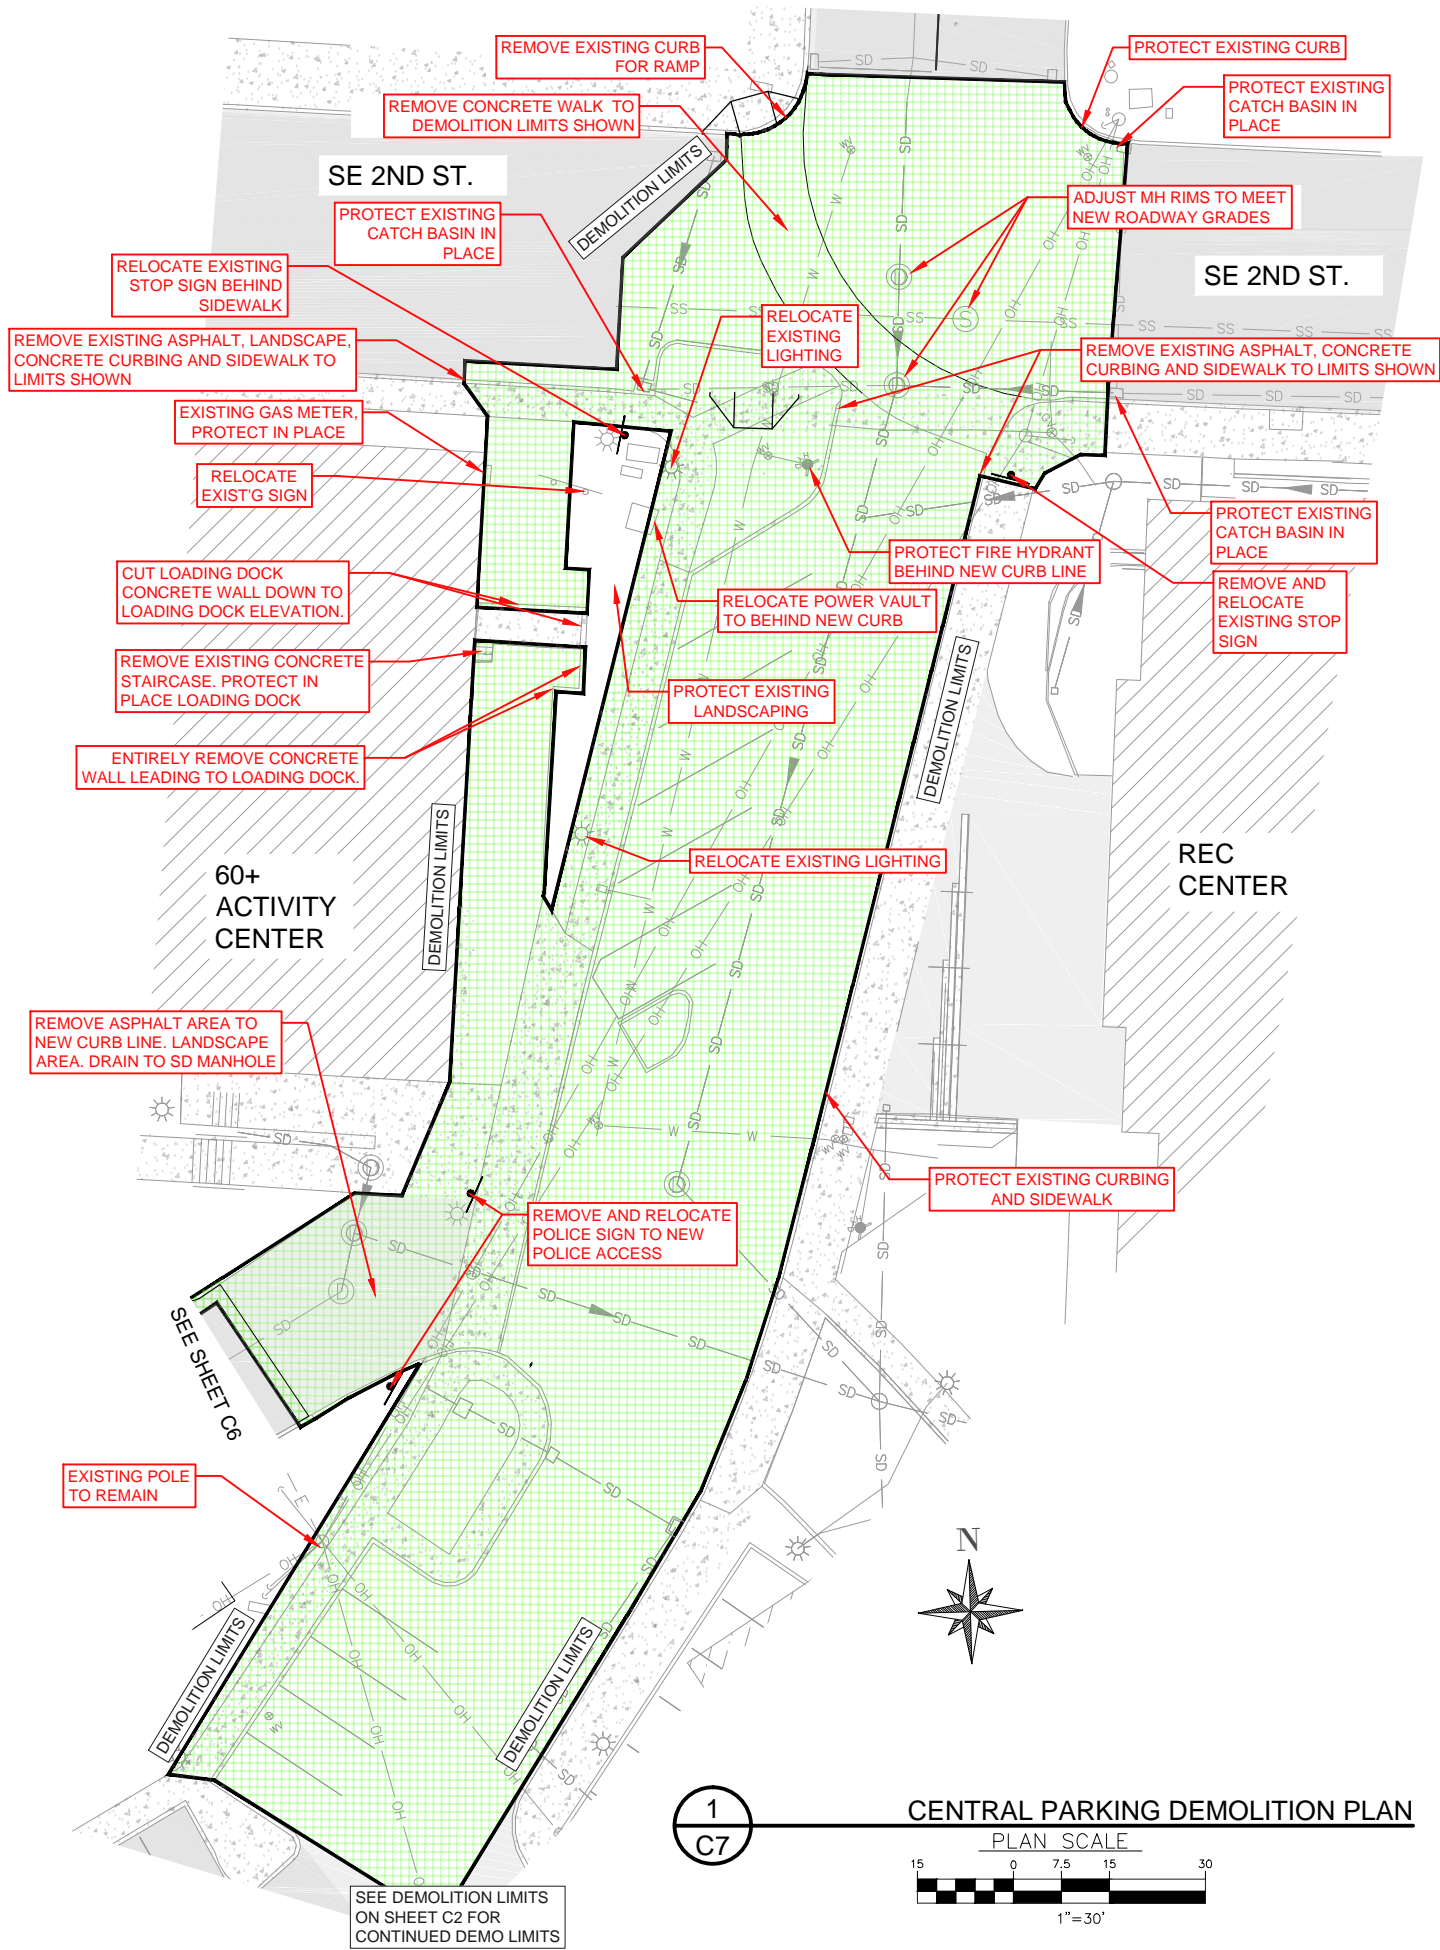 REMOVE EXISTING CURB
FOR RAMP
PROTECT EXISTING CURB
REMOVE CONCRETE WALK TO
DEMOLITION LIMITS SHOWN
PROTECT EXISTING
CATCH BASIN IN
PLACE
SE 2ND ST.
DEMOLITION LIMITS
PROTECT EXISTING
CATCH BASIN IN
PLACE
ADJUST MH RIMS TO MEET
NEW ROADWAY GRADES
RELOCATE EXISTING
STOP SIGN BEHIND
SIDEWALK
SE 2ND ST.
RELOCATE
EXISTING
LIGHTING
REMOVE EXISTING ASPHALT, LANDSCAPE,
CONCRETE CURBING AND SIDEWALK TO
LIMITS SHOWN
REMOVE EXISTING ASPHALT, CONCRETE
CURBING AND SIDEWALK TO LIMITS SHOWN
EXISTING GAS METER,
PROTECT IN PLACE
RELOCATE
EXIST'G SIGN
PROTECT EXISTING
CATCH BASIN IN
PLACE
PROTECT FIRE HYDRANT
BEHIND NEW CURB LINE
CUT LOADING DOCK
CONCRETE WALL DOWN TO
LOADING DOCK ELEVATION.
RELOCATE POWER VAULT
TO BEHIND NEW CURB
REMOVE AND
RELOCATE
EXISTING STOP
SIGN
REMOVE EXISTING CONCRETE
STAIRCASE. PROTECT IN
PLACE LOADING DOCK
PROTECT EXISTING
LANDSCAPING
DEMOLITION LIMITS
ENTIRELY REMOVE CONCRETE
WALL LEADING TO LOADING DOCK.
DEMOLITION LIMITS
RELOCATE EXISTING LIGHTING
REC
CENTER
60+
ACTIVITY
CENTER
REMOVE ASPHALT AREA TO
NEW CURB LINE. LANDSCAPE
AREA. DRAIN TO SD MANHOLE
PROTECT EXISTING CURBING
AND SIDEWALK
REMOVE AND RELOCATE
POLICE SIGN TO NEW
POLICE ACCESS
SEE SHEET C6
EXISTING POLE
TO REMAIN
N
DEMOLITION LIMITS
DEMOLITION LIMITS
1
C7
CENTRAL PARKING DEMOLITION PLAN
PLAN SCALE
15 0 7.5 15 30
1"=30'
SEE DEMOLITION LIMITS
ON SHEET C2 FOR
CONTINUED DEMO LIMITS